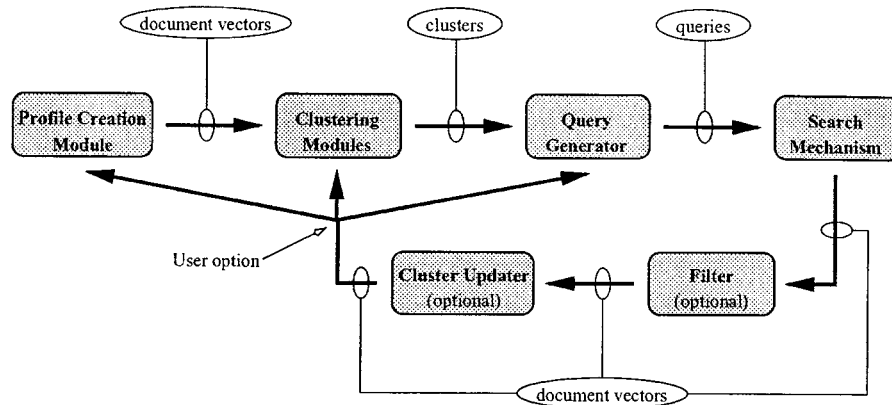 document vectors
clusters
queries
Profile Creation
Module
Clustering
Modules
Query
Generator
Search
Mechanism
User option
Cluster Updater
(optional)
Filter
(optional)
document vectors